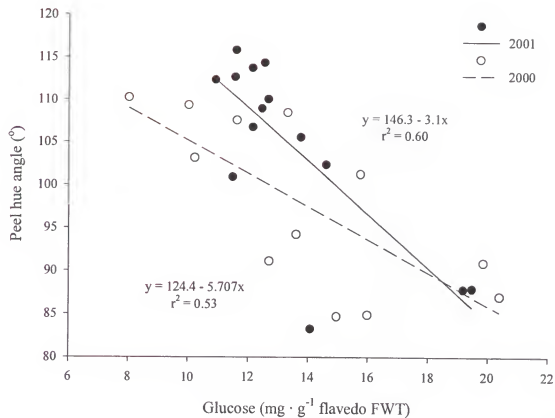 120
115
110
105
100
95
90
85
80
Peel hue angle (°)
2001
2000
y = 146.3 - 3.1x
r² = 0.60
y = 124.4 - 5.707x
r² = 0.53
6 8 10 12 14 16 18 20 22
Glucose (mg · g⁻¹ flavedo FWT)